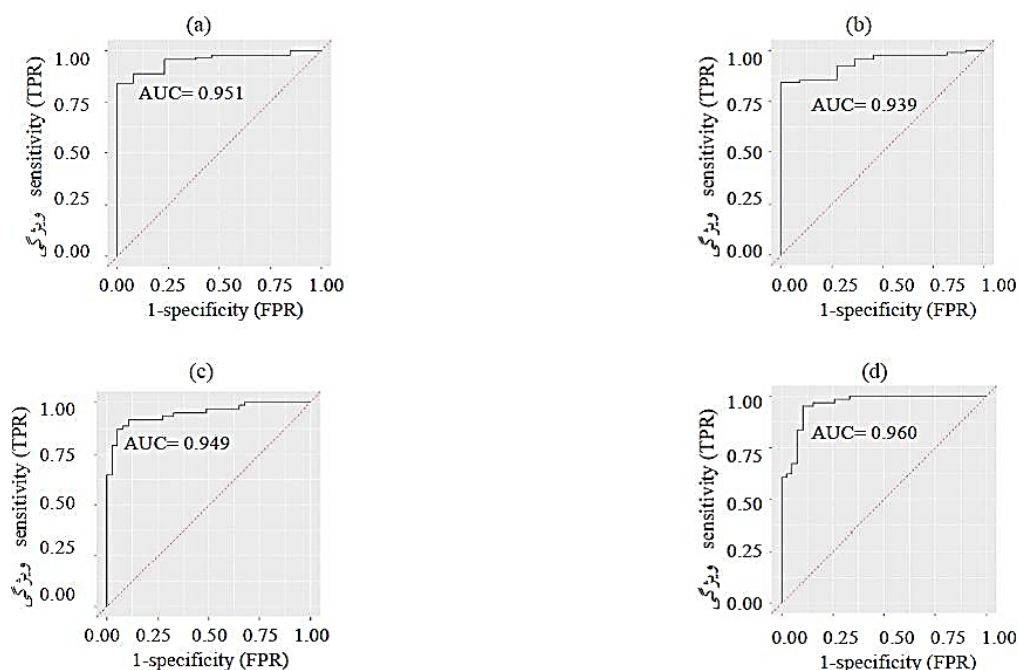 (a)
1.00
0.75
0.50
0.25
0.00
ویژگی sensitivity (TPR)
AUC= 0.951
0.00 0.25 0.50 0.75 1.00
1-specificity (FPR)
(b)
1.00
0.75
0.50
0.25
0.00
ویژگی sensitivity (TPR)
AUC= 0.939
0.00 0.25 0.50 0.75 1.00
1-specificity (FPR)
(c)
1.00
0.75
0.50
0.25
0.00
ویژگی sensitivity (TPR)
AUC= 0.949
0.00 0.25 0.50 0.75 1.00
1-specificity (FPR)
(d)
1.00
0.75
0.50
0.25
0.00
ویژگی sensitivity (TPR)
AUC= 0.960
0.00 0.25 0.50 0.75 1.00
1-specificity (FPR)